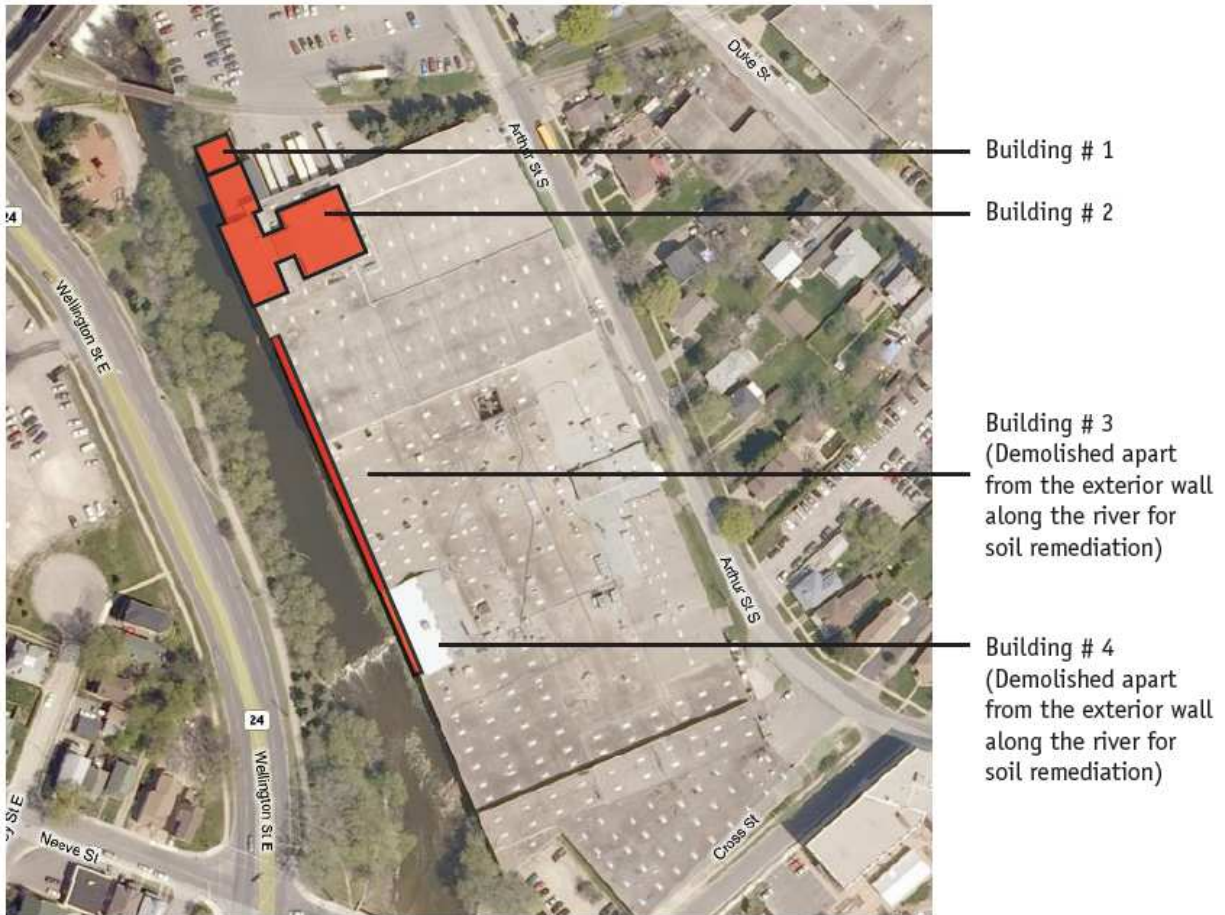 Duke St
Arthur St S
24
Wellington St E
Arthur St S
24
Wellington St E
y St E
Neeve St
Cross St
Building # 1
Building # 2
Building # 3
(Demolished apart
from the exterior wall
along the river for
soil remediation)
Building # 4
(Demolished apart
from the exterior wall
along the river for
soil remediation)